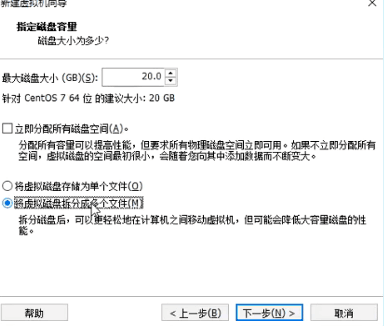 新建虚拟机向导
指定磁盘容量
磁盘大小为多少?
最大磁盘大小 (GB)(S): 20.0
针对 CentOS 7 64 位 的建议大小: 20 GB
立即分配所有磁盘空间(A)。
分配所有容量可以提高性能，但要求所有物理磁盘空间立即可用。如果不立即分配所有
空间，虚拟磁盘的空间最初很小，会随着您向其中添加数据而不断变大。
将虚拟磁盘存储为单个文件(O)
将虚拟磁盘拆分成多个文件(M)
拆分磁盘后，可以更轻松地在计算机之间移动虚拟机，但可能会降低大容量磁盘的性
能。
帮助 < 上一步(B) 下一步(N) > 取消